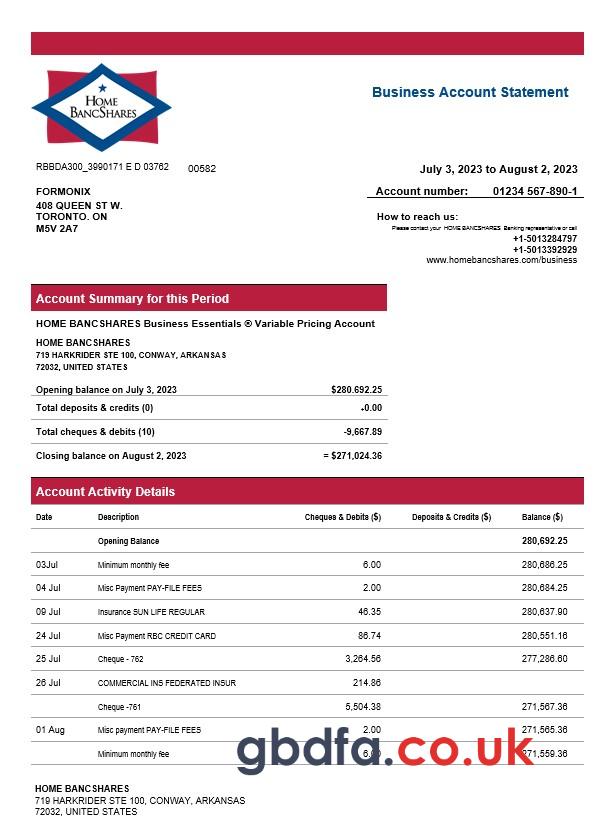 HOME
BANCSHARES
Business Account Statement
RBBDA300_3990171 E D 03762 00582
July 3, 2023 to August 2, 2023
FORMONIX
408 QUEEN ST W.
TORONTO. ON
M5V 2A7
Account number: 01234 567-890-1
How to reach us:
Please contact your HOME BANCSHARES Banking representative or call
+1-5013284797
+1-5013392929
www.homebancshares.com/business
Account Summary for this Period
HOME BANCSHARES Business Essentials ® Variable Pricing Account
HOME BANCSHARES
719 HARKRIDER STE 100, CONWAY, ARKANSAS
72032, UNITED STATES
Opening balance on July 3, 2023 $280.692.25
Total deposits & credits (0) +0.00
Total cheques & debits (10) -9,667.89
Closing balance on August 2, 2023 = $271,024.36
Account Activity Details
Date Description Cheques & Debits ($) Deposits & Credits ($) Balance ($)
Opening Balance 280,692.25
03Jul Minimum monthly fee 6.00 280,686.25
04 Jul Misc Payment PAY-FILE FEES 2.00 280,684.25
09 Jul Insurance SUN LIFE REGULAR 46.35 280,637.90
24 Jul Misc Payment RBC CREDIT CARD 86.74 280,551.16
25 Jul Cheque - 762 3,264.56 277,286.60
26 Jul COMMERCIAL INS FEDERATED INSUR 214.86
Cheque -761 5,504.38 271,567.36
01 Aug Misc payment PAY-FILE FEES 2.00 271,565.36
Minimum monthly fee 6.00 271,559.36
gbdfa.co.uk
HOME BANCSHARES
719 HARKRIDER STE 100, CONWAY, ARKANSAS
72032, UNITED STATES